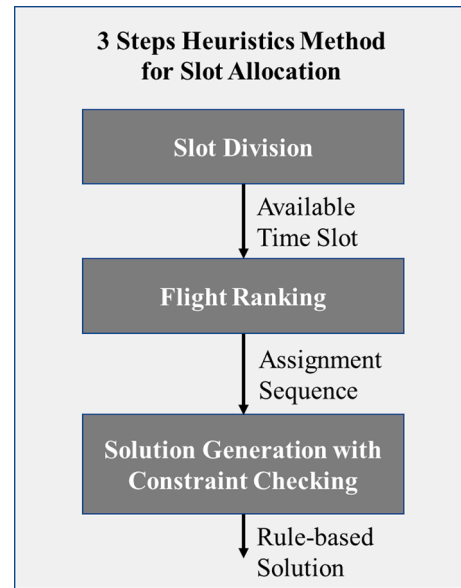 3 Steps Heuristics Method
for Slot Allocation
Slot Division
Available
Time Slot
Flight Ranking
Assignment
Sequence
Solution Generation with
Constraint Checking
Rule-based
Solution